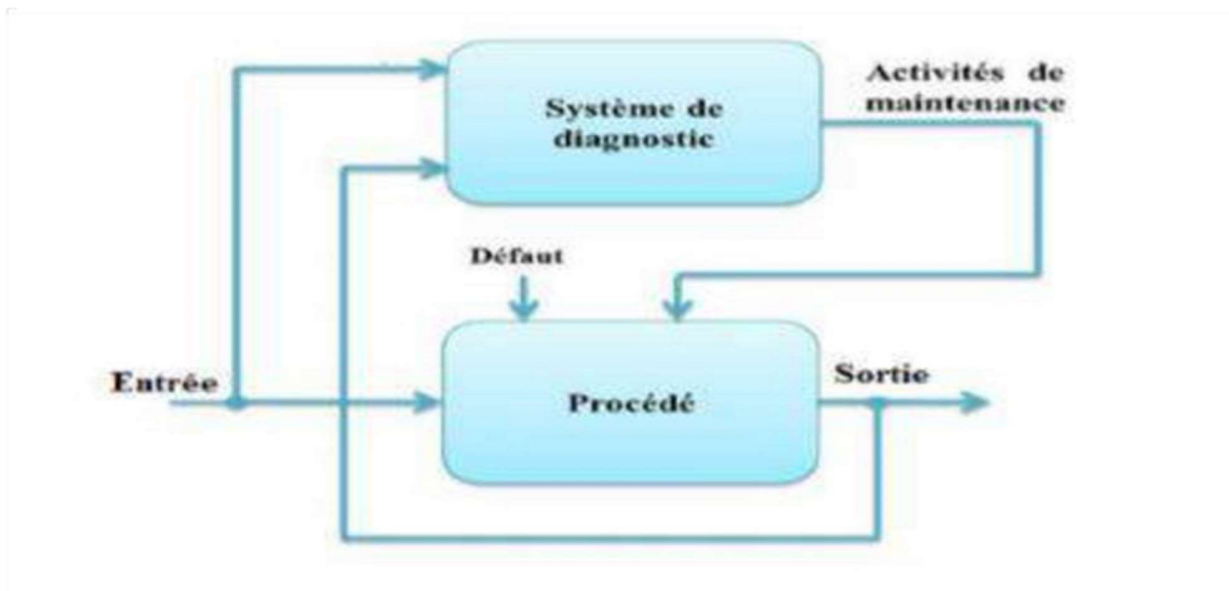 Système de
diagnostic
Activités de
maintenance
Défaut
Entrée
Procédé
Sortie